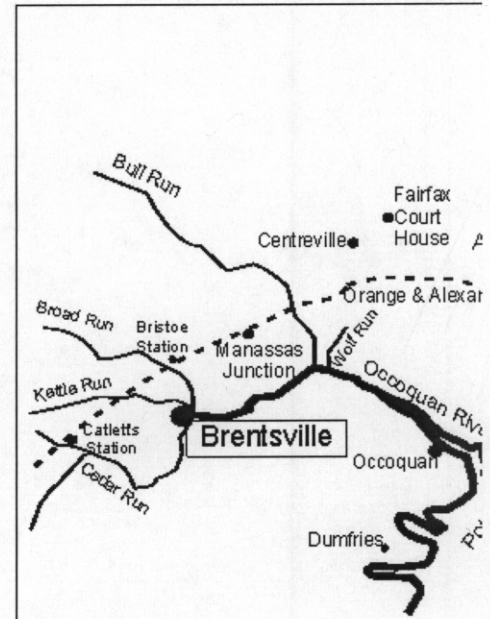 Bull Run
Fairfax
Court
House
Centreville
Orange & Alexan
Broad Run
Bristoe
Station
Manassas
Junction
Wolf Run
Kettle Run
Occoquan Rive
Brentsville
Catletts
Station
Occoquan
Cedar Run
Dumfries